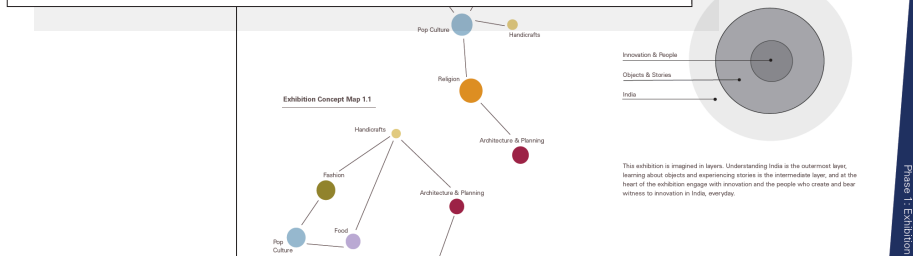 Pop Culture
Handicrafts
Religion
Architecture & Planning
Exhibition Concept Map 1.1
Handicrafts
Fashion
Architecture & Planning
Food
Pop
Culture
Innovation & People
Objects & Stories
India
This exhibition is imagined in layers. Understanding India is the outermost layer,
learning about objects and experiencing stories is the intermediate layer, and at the
heart of the exhibition engage with innovation and the people who create and bear
witness to innovation in India, everyday.
Phase 1: Exhibition